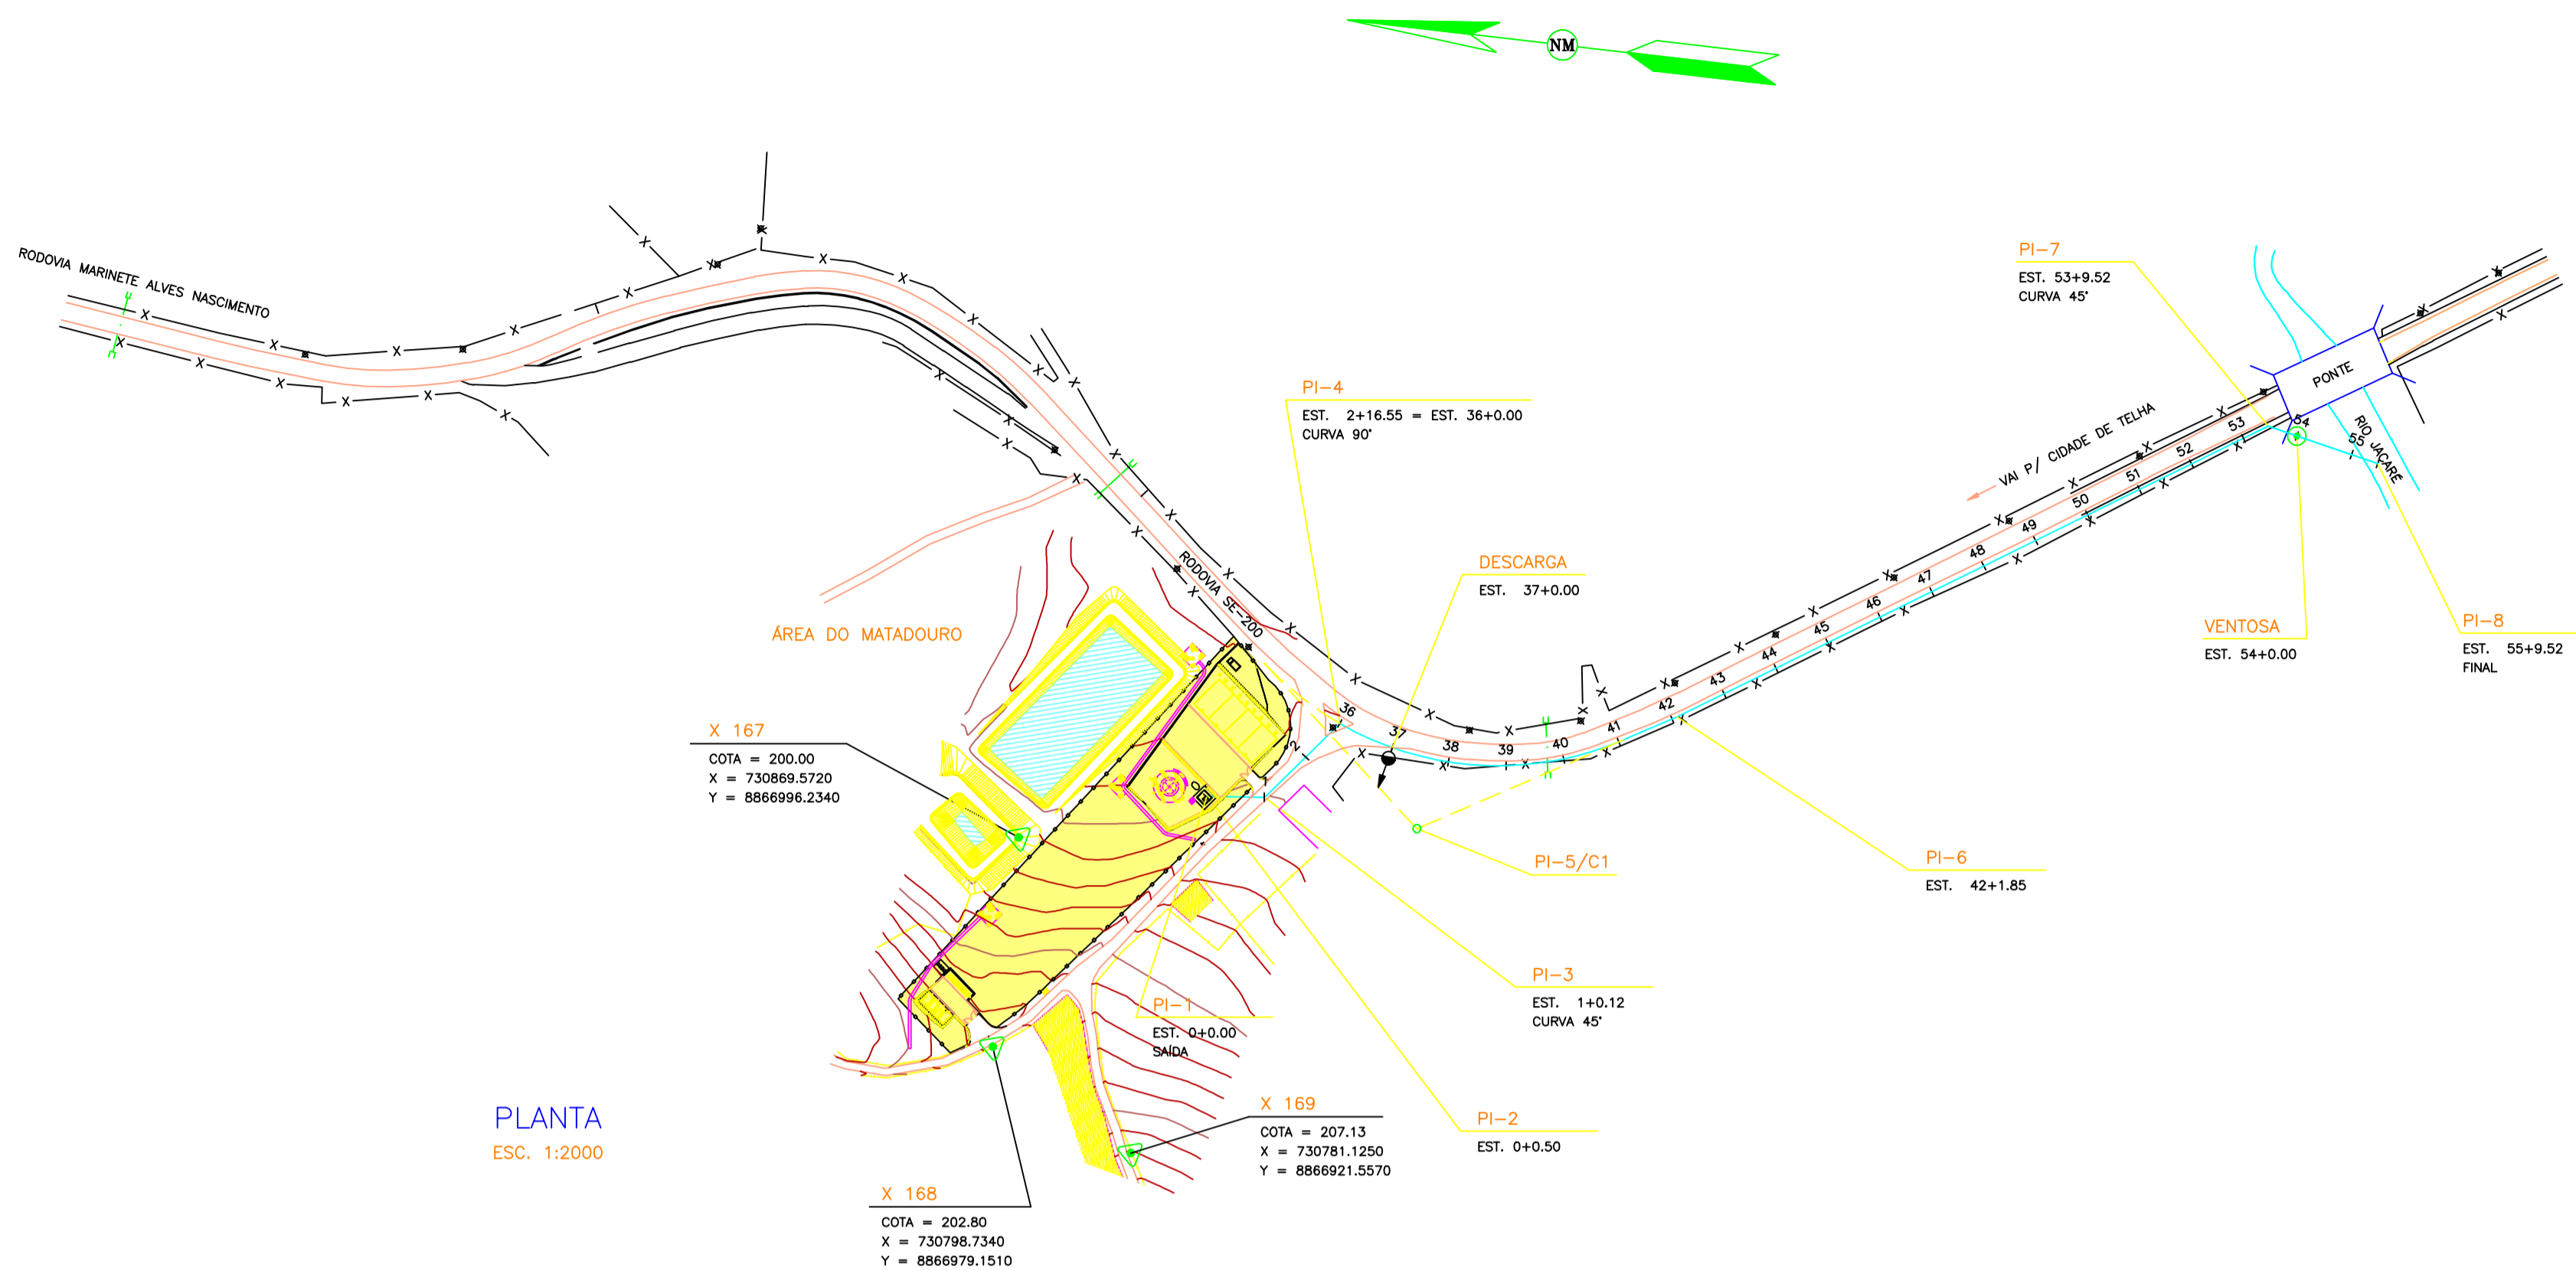 NM
RODOVIA MARINETE ALVES NASCIMENTO
PI-7
EST. 53+9.52
CURVA 45°
PONTE
RIO JACARÉ
VAI P/ CIDADE DE TELHA
PI-4
EST. 2+16.55 = EST. 36+0.00
CURVA 90°
RODOVIA SE-200
DESCARGA
EST. 37+0.00
ÁREA DO MATADOURO
VENTOSA
EST. 54+0.00
PI-8
EST. 55+9.52
FINAL
1
2
36
37
38
39
40
41
42
43
44
45
46
47
48
49
50
51
52
53
54
55
X 167
COTA = 200.00
X = 730869.5720
Y = 8866996.2340
PI-5/C1
PI-6
EST. 42+1.85
PI-3
EST. 1+0.12
CURVA 45°
PI-1
EST. 0+0.00
SAÍDA
PI-2
EST. 0+0.50
X 169
COTA = 207.13
X = 730781.1250
Y = 8866921.5570
PLANTA
ESC. 1:2000
X 168
COTA = 202.80
X = 730798.7340
Y = 8866979.1510